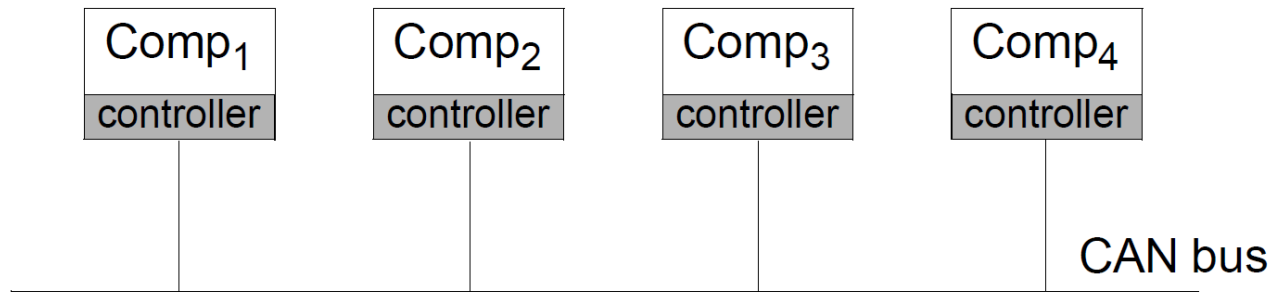 Comp₁ Comp₂ Comp₃ Comp₄
controller controller controller controller
CAN bus